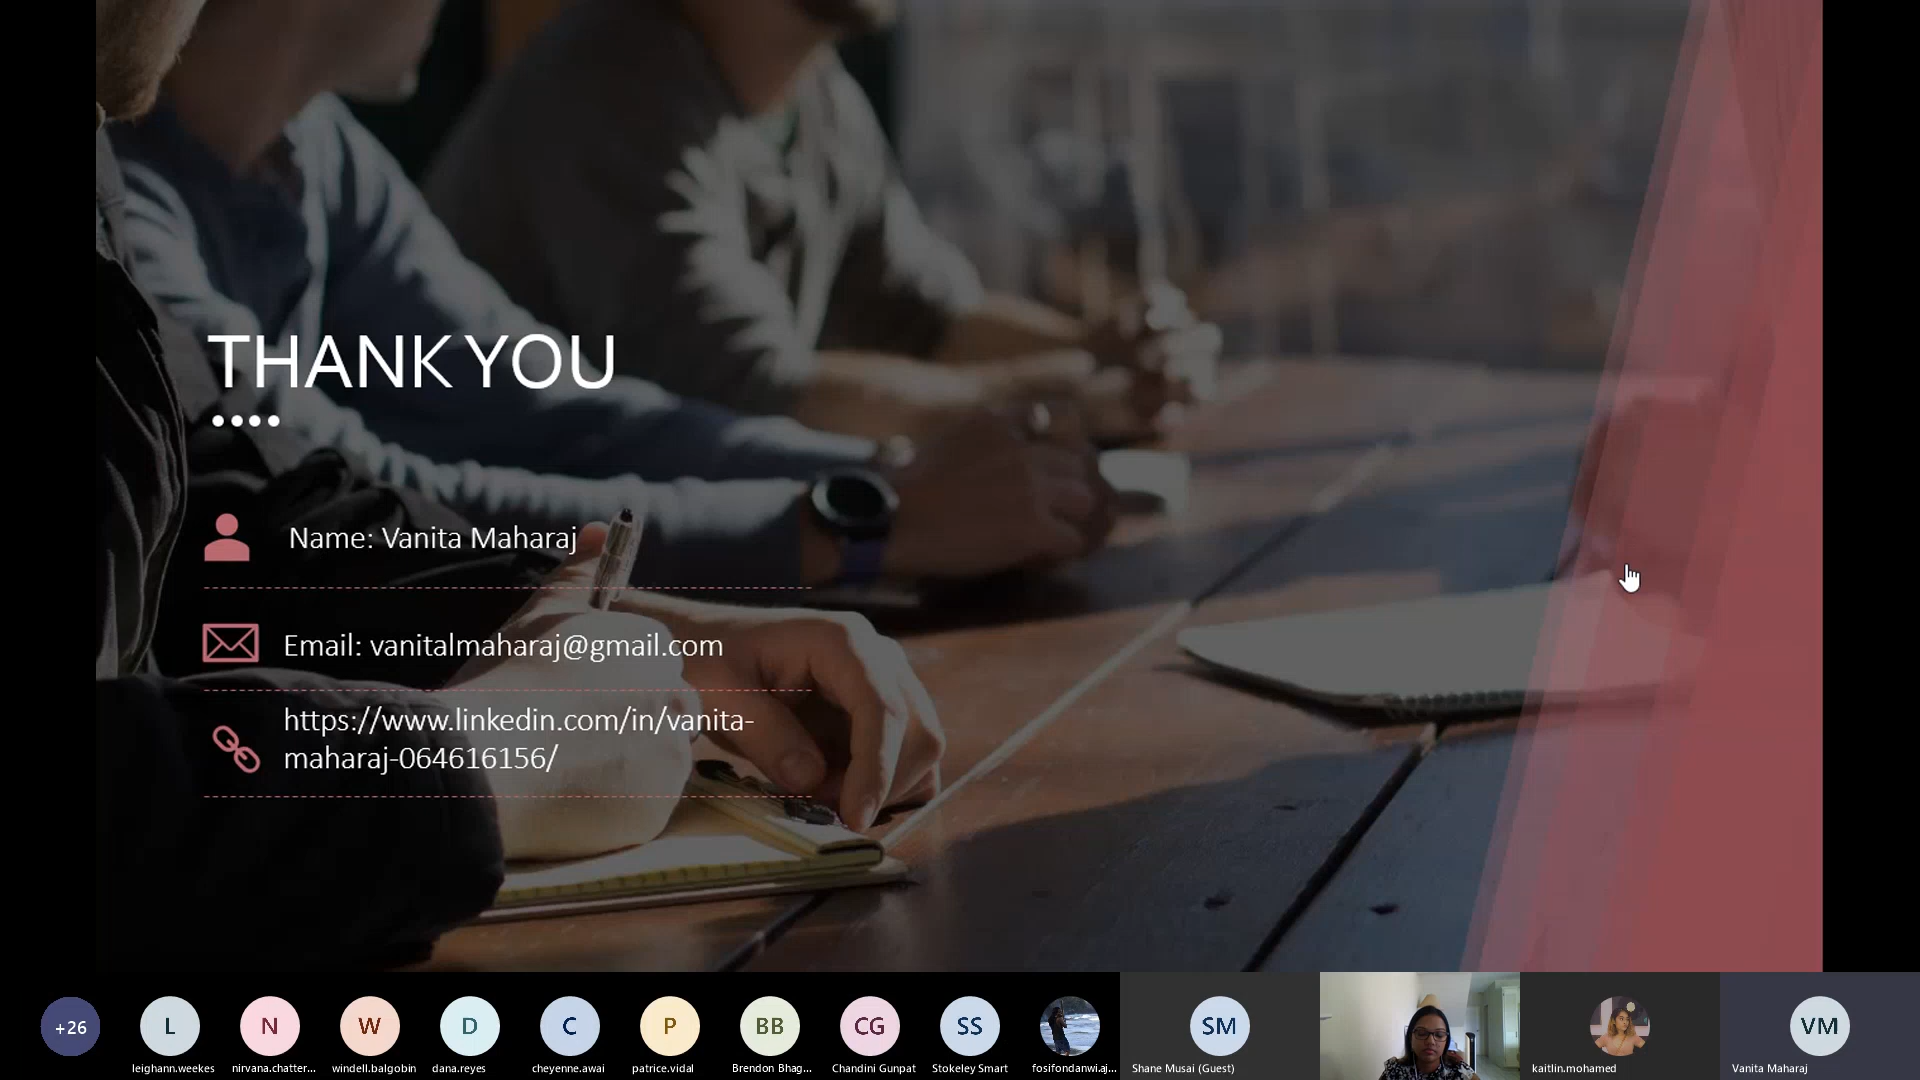 THANK YOU
Name: Vanita Maharaj
Email: vanitalmaharaj@gmail.com
https://www.linkedin.com/in/vanita-
maharaj-064616156/
+26
L
N
W
D
C
P
BB
CG
SS
SM
VM
leighann.weekes
nirvana.chatter...
windell.balgobin
dana.reyes
cheyenne.awai
patrice.vidal
Brendon Bhag...
Chandini Gunpat
Stokeley Smart
fosifondanwi.aj...
Shane Musai (Guest)
kaitlin.mohamed
Vanita Maharaj